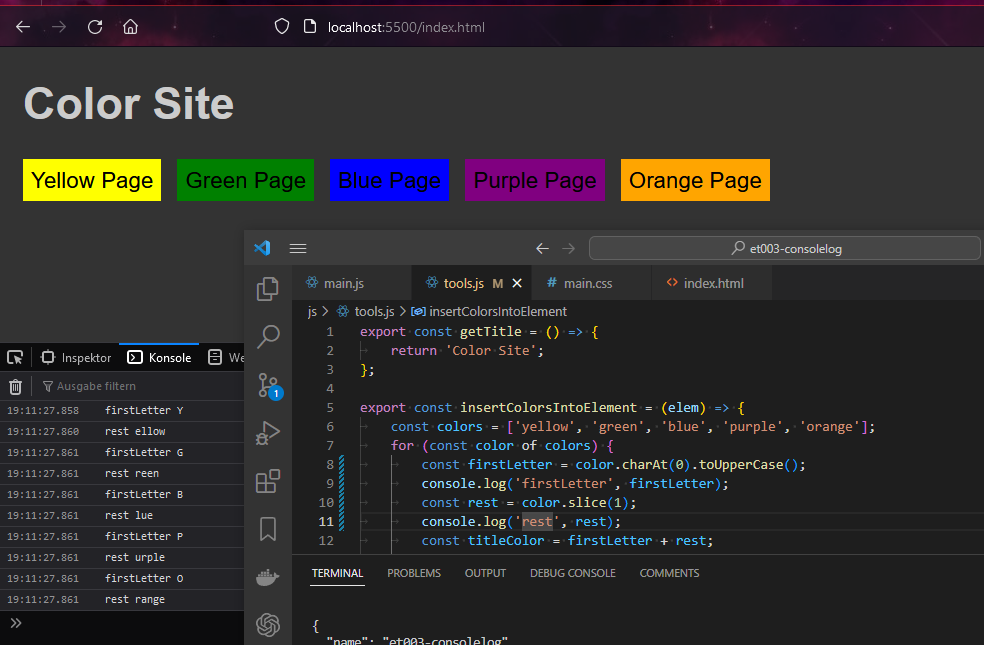 localhost:5500/index.html
Color Site
Yellow Page Green Page Blue Page Purple Page Orange Page
et003-consolelog
main.js tools.js M main.css index.html
js > tools.js > insertColorsIntoElement
1 export const getTitle = () => {
2 return 'Color Site';
3 };
4
5 export const insertColorsIntoElement = (elem) => {
6 const colors = ['yellow', 'green', 'blue', 'purple', 'orange'];
7 for (const color of colors) {
8 const firstLetter = color.charAt(0).toUpperCase();
9 console.log('firstLetter', firstLetter);
10 const rest = color.slice(1);
11 console.log('rest', rest);
12 const titleColor = firstLetter + rest;
1
TERMINAL PROBLEMS OUTPUT DEBUG CONSOLE COMMENTS
{
"name": "et003-consolelog"
Inspektor Konsole We
Ausgabe filtern
19:11:27.858 firstLetter Y
19:11:27.860 rest ellow
19:11:27.861 firstLetter G
19:11:27.861 rest reen
19:11:27.861 firstLetter B
19:11:27.861 rest lue
19:11:27.861 firstLetter P
19:11:27.861 rest urple
19:11:27.861 firstLetter O
19:11:27.861 rest range